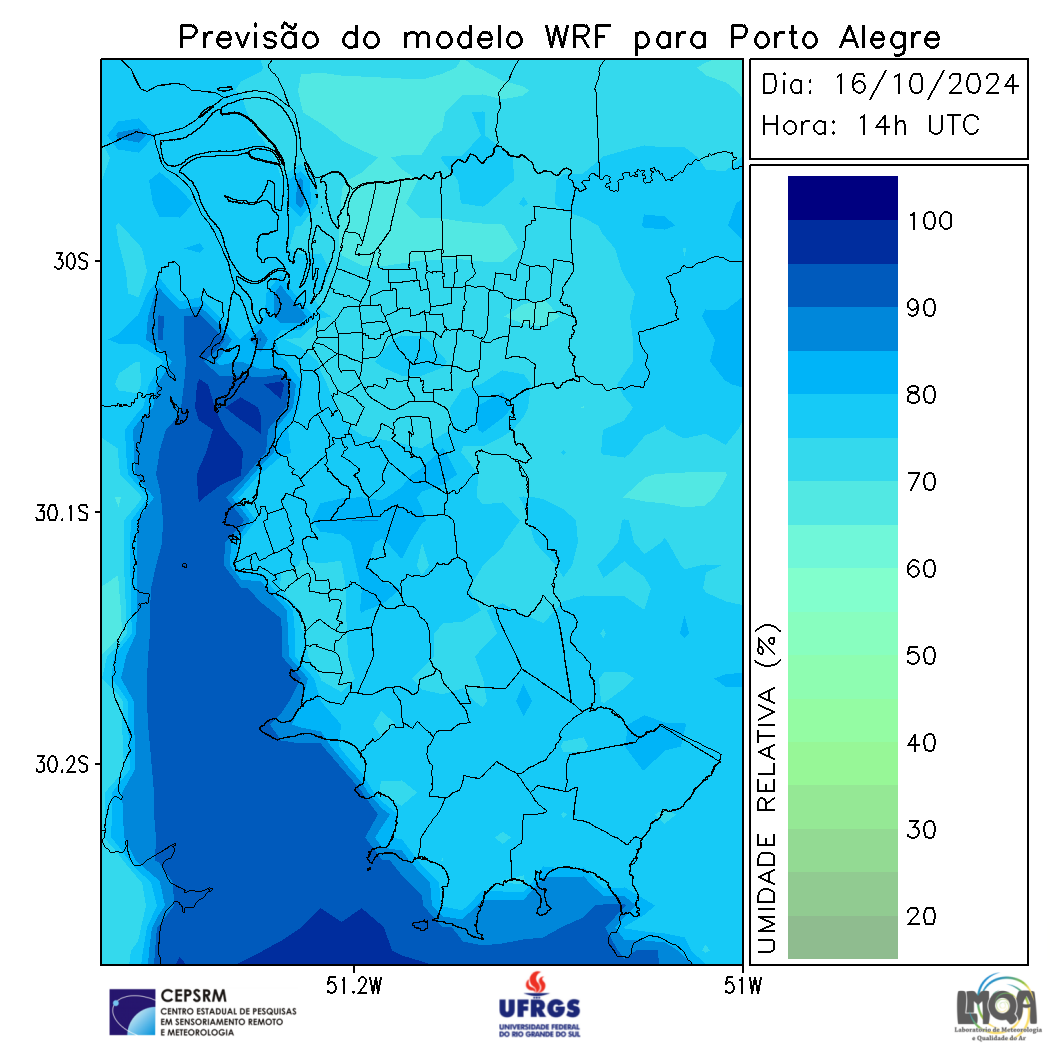 Previsão do modelo WRF para Porto Alegre
Dia: 16/10/2024
Hora: 14h UTC
30S
30.1S
30.2S
51.2W
51W
100
90
80
70
60
50
40
30
20
UMIDADE RELATIVA (%)
CEPSRM
CENTRO ESTADUAL DE PESQUISAS
EM SENSORIAMENTO REMOTO
E METEOROLOGIA
UFRGS
UNIVERSIDADE FEDERAL
DO RIO GRANDE DO SUL
LMQA
Laboratório de Meteorologia
e Qualidade do Ar